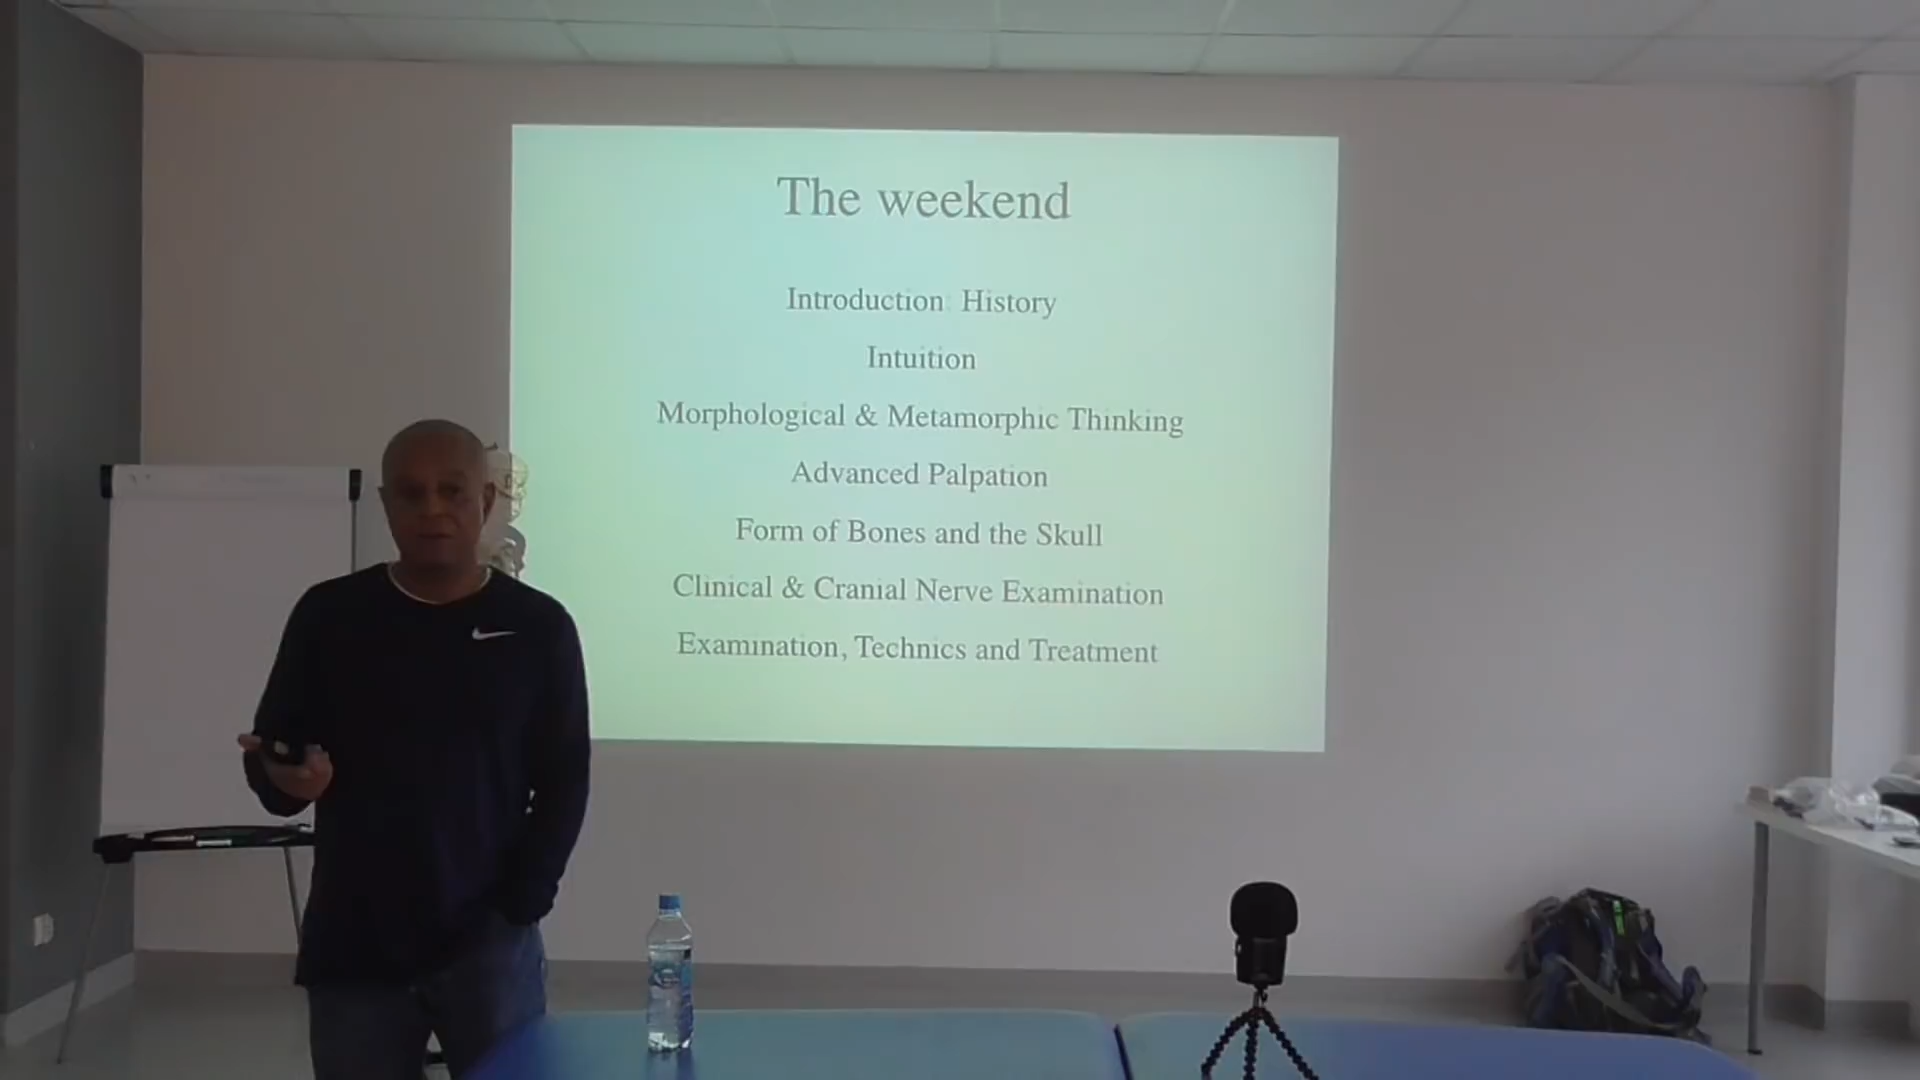 The weekend
Introduction History
Intuition
Morphological & Metamorphic Thinking
Advanced Palpation
Form of Bones and the Skull
Clinical & Cranial Nerve Examination
Examination, Technics and Treatment